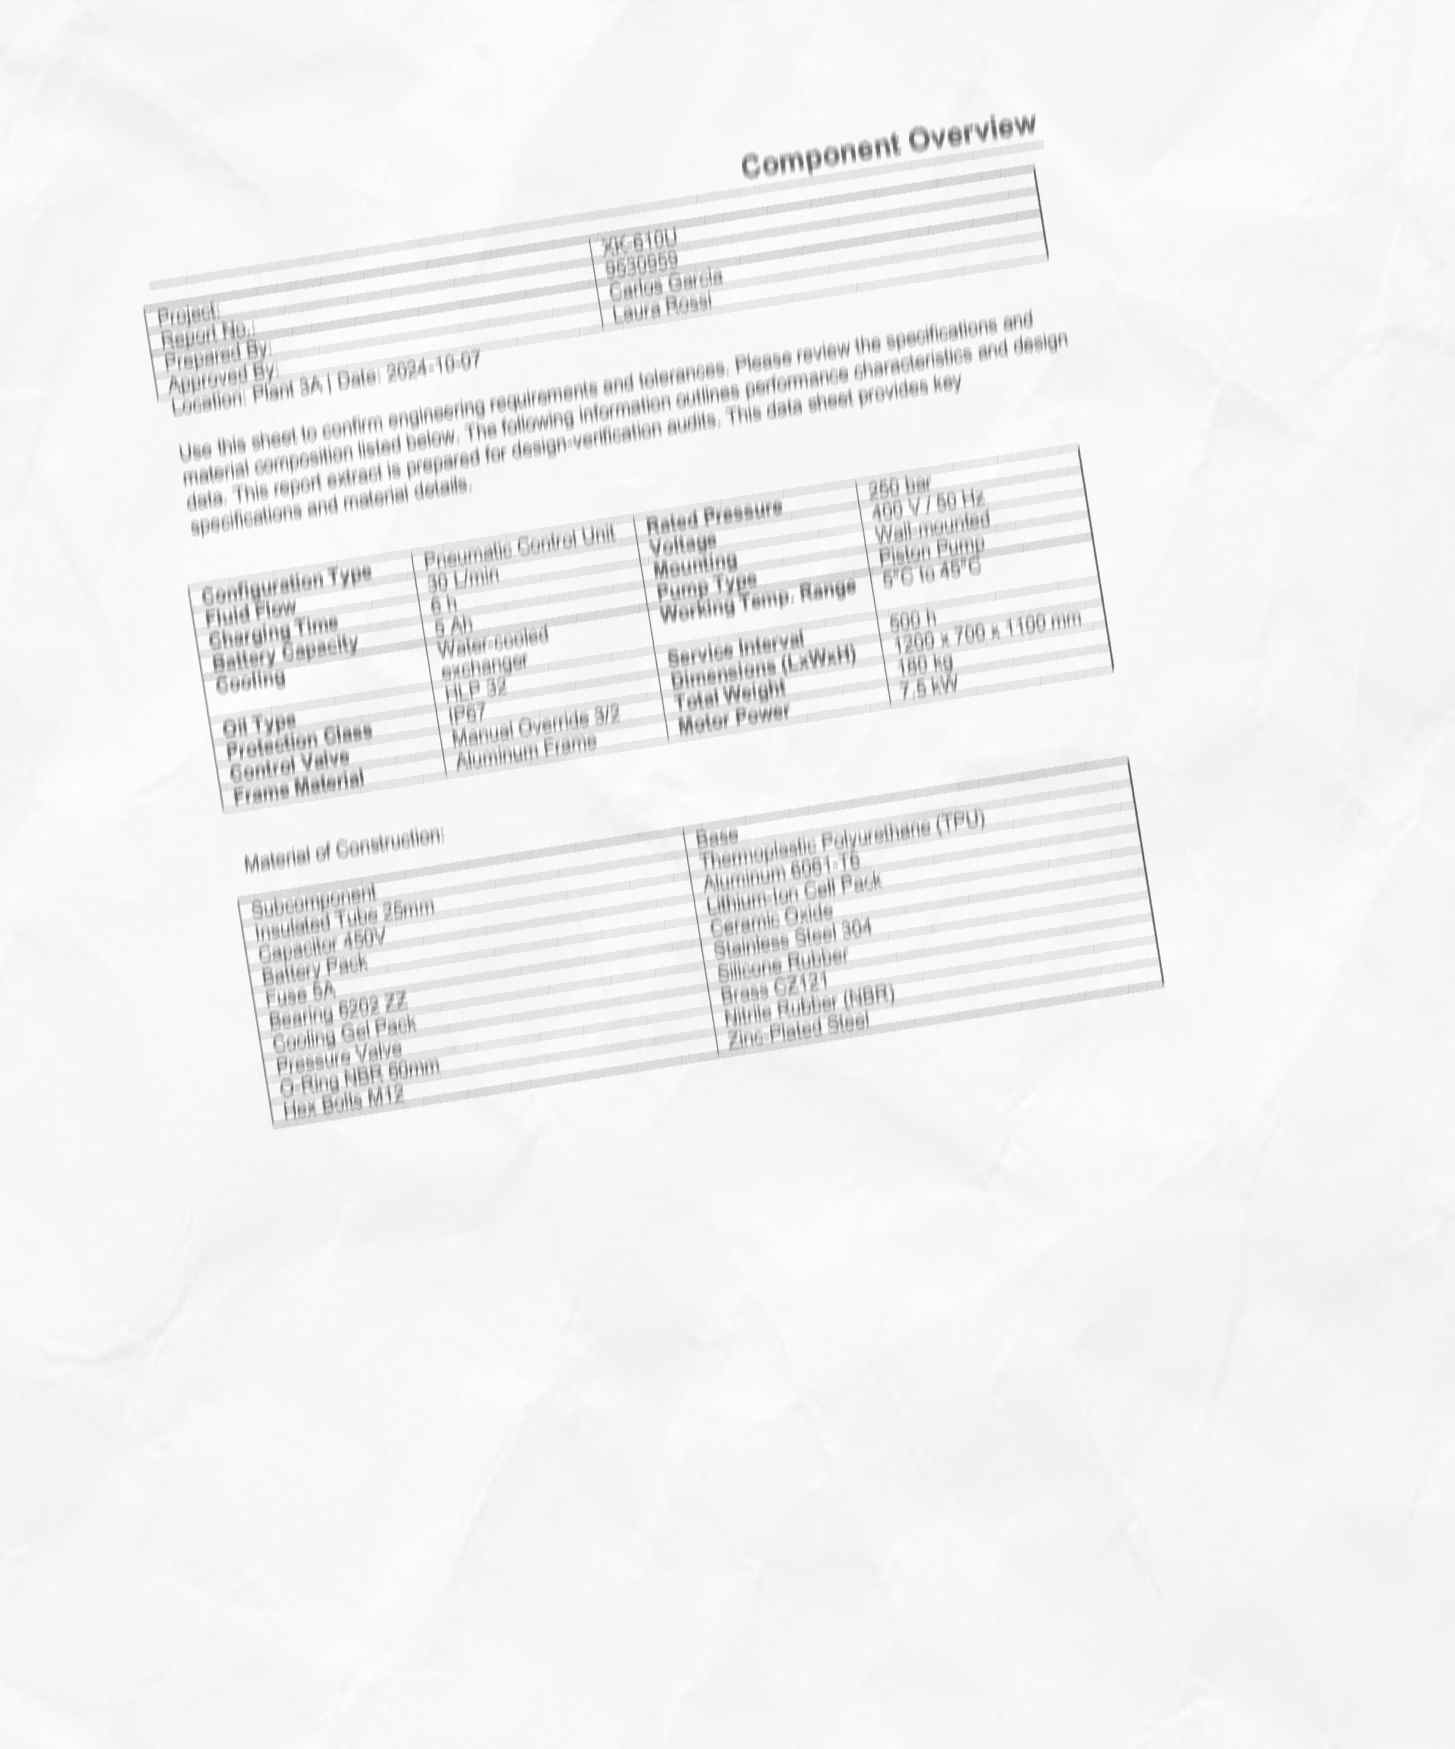 Component Overview
Project:
Report No.:
9530959
Prepared By:
Carlos Garcia
Approved By:
Laura Rossi
Location: Plant 3A | Date: 2024-10-07
Use this sheet to confirm engineering requirements and tolerances. Please review the specifications and
material composition listed below. The following information outlines performance characteristics and design
data. This report extract is prepared for design-verification audits. This data sheet provides key
specifications and material details.
Configuration Type Pneumatic Control Unit Rated Pressure 250 bar
Fluid Flow 30 L/min Voltage 400 V / 50 Hz
Charging Time 6 h Mounting Wall-mounted
Battery Capacity 5 Ah Pump Type Piston Pump
Cooling Water-cooled Working Temp. Range 5°C to 45°C
exchanger
Oil Type HLP 32 Service Interval 500 h
Protection Class IP67 Dimensions (LxWxH) 1200 x 700 x 1100 mm
Control Valve Manual Override 3/2 Total Weight 180 kg
Frame Material Aluminum Frame Motor Power 7.5 kW
Material of Construction:
Subcomponent Base
Insulated Tube 25mm Thermoplastic Polyurethane (TPU)
Capacitor 450V Aluminum 6061-T6
Battery Pack Lithium-Ion Cell Pack
Fuse 5A Ceramic Oxide
Bearing 6202 ZZ Stainless Steel 304
Cooling Gel Pack Silicone Rubber
Pressure Valve Brass CZ121
O-Ring NBR 60mm Nitrile Rubber (NBR)
Hex Bolts M12 Zinc-Plated Steel